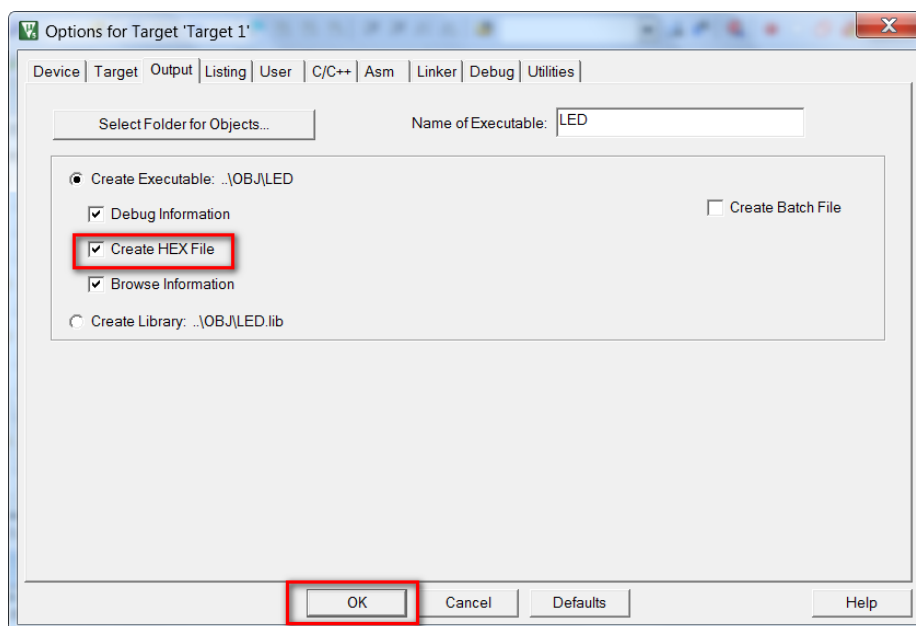 Options for Target 'Target 1'
Device Target Output Listing User C/C++ Asm Linker Debug Utilities
Select Folder for Objects... Name of Executable: LED
Create Executable: ..\OBJ\LED
Debug Information Create Batch File
Create HEX File
Browse Information
Create Library: ..\OBJ\LED.lib
OK Cancel Defaults Help